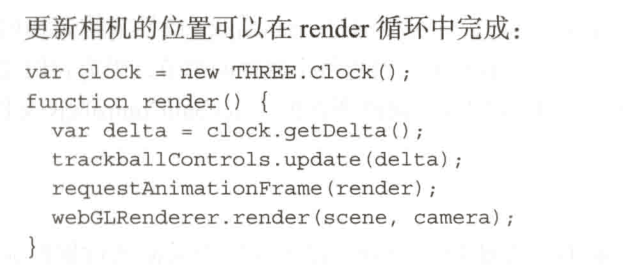 更新相机的位置可以在 render 循环中完成：
var clock = new THREE.Clock();
function render() {
  var delta = clock.getDelta();
  trackballControls.update(delta);
  requestAnimationFrame(render);
  webGLRenderer.render(scene, camera);
}